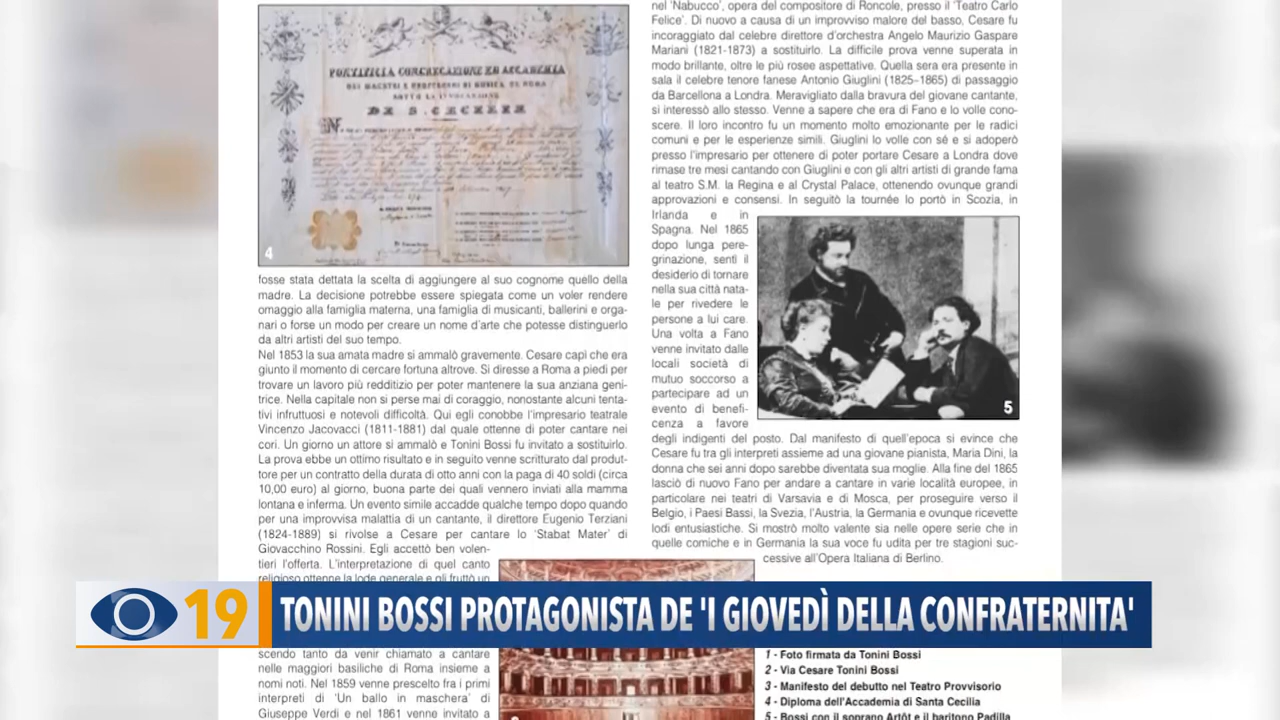 PONTIFICIA CONGREGAZIONE ED ACCADEMIA
DEI MAESTRI E PROFESSORI DI MUSICA DI ROMA
SOTTO LA INVOCAZIONE
DI S. CECILIA
4
fosse stata dettata la scelta di aggiungere al suo cognome quello della
madre. La decisione potrebbe essere spiegata come un voler rendere
omaggio alla famiglia materna, una famiglia di musicanti, ballerini e orga-
nari o forse un modo per creare un nome d'arte che potesse distinguerlo
da altri artisti del suo tempo.
Nel 1853 la sua amata madre si ammalò gravemente. Cesare capì che era
giunto il momento di cercare fortuna altrove. Si diresse a Roma a piedi per
trovare un lavoro più redditizio per poter mantenere la sua anziana geni-
trice. Nella capitale non si perse mai di coraggio, nonostante alcuni tenta-
tivi infruttuosi e notevoli difficoltà. Qui egli conobbe l'impresario teatrale
Vincenzo Jacovacci (1811-1881) dal quale ottenne di poter cantare nei
cori. Un giorno un attore si ammalò e Tonini Bossi fu invitato a sostituirlo.
La prova ebbe un ottimo risultato e in seguito venne scritturato dal produt-
tore per un contratto della durata di otto anni con la paga di 40 soldi (circa
10,00 euro) al giorno, buona parte dei quali vennero inviati alla mamma
lontana e inferma. Un evento simile accadde qualche tempo dopo quando
per una improvvisa malattia di un cantante, il direttore Eugenio Terziani
(1824-1889) si rivolse a Cesare per cantare lo 'Stabat Mater' di
Giovacchino Rossini. Egli accettò ben volen-
tieri l'offerta. L'interpretazione di quel canto
religioso ottenne la lode generale e gli fruttò un
scendo tanto da venir chiamato a cantare
nelle maggiori basiliche di Roma insieme a
nomi noti. Nel 1859 venne prescelto fra i primi
interpreti di 'Un ballo in maschera' di
Giuseppe Verdi e nel 1861 venne invitato a
nel 'Nabucco', opera del compositore di Roncole, presso il 'Teatro Carlo
Felice'. Di nuovo a causa di un improvviso malore del basso, Cesare fu
incoraggiato dal celebre direttore d'orchestra Angelo Maurizio Gaspare
Mariani (1821-1873) a sostituirlo. La difficile prova venne superata in
modo brillante, oltre le più rosee aspettative. Quella sera era presente in
sala il celebre tenore fanese Antonio Giuglini (1825-1865) di passaggio
da Barcellona a Londra. Meravigliato dalla bravura del giovane cantante,
si interessò allo stesso. Venne a sapere che era di Fano e lo volle cono-
scere. Il loro incontro fu un momento molto emozionante per le radici
comuni e per le esperienze simili. Giuglini lo volle con sé e si adoperò
presso l'impresario per ottenere di poter portare Cesare a Londra dove
rimase tre mesi cantando con Giuglini e con gli altri artisti di grande fama
al teatro S.M. la Regina e al Crystal Palace, ottenendo ovunque grandi
approvazioni e consensi. In seguitò la tournée lo portò in Scozia, in
Irlanda e in
Spagna. Nel 1865
dopo lunga pere-
grinazione, sentì il
desiderio di tornare
nella sua città nata-
le per rivedere le
persone a lui care.
Una volta a Fano
venne invitato dalle
locali società di
mutuo soccorso a
partecipare ad un
evento di benefi-
cenza a favore
degli indigenti del posto. Dal manifesto di quell'epoca si evince che
Cesare fu tra gli interpreti assieme ad una giovane pianista, Maria Dini, la
donna che sei anni dopo sarebbe diventata sua moglie. Alla fine del 1865
lasciò di nuovo Fano per andare a cantare in varie località europee, in
particolare nei teatri di Varsavia e di Mosca, per proseguire verso il
Belgio, i Paesi Bassi, la Svezia, l'Austria, la Germania e ovunque ricevette
lodi entusiastiche. Si mostrò molto valente sia nelle opere serie che in
quelle comiche e in Germania la sua voce fu udita per tre stagioni suc-
cessive all'Opera Italiana di Berlino.
5
19
TONINI BOSSI PROTAGONISTA DE 'I GIOVEDÌ DELLA CONFRATERNITA'
1 - Foto firmata da Tonini Bossi
2 - Via Cesare Tonini Bossi
3 - Manifesto del debutto nel Teatro Provvisorio
4 - Diploma dell'Accademia di Santa Cecilia
5 - Bossi con il soprano Artôt e il baritono Padilla